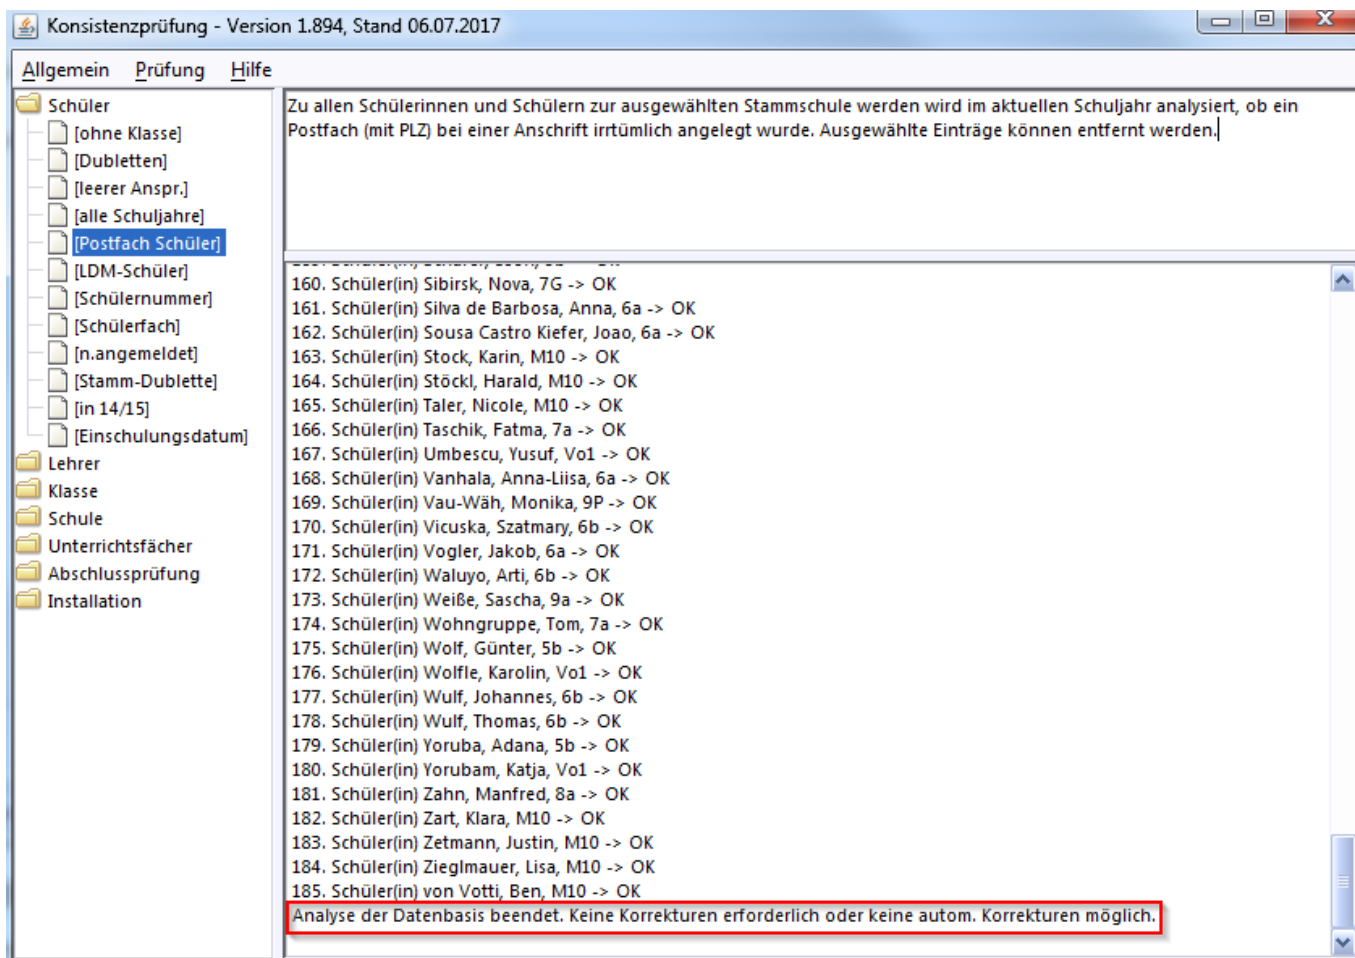 Konsistenzprüfung - Version 1.894, Stand 06.07.2017
Allgemein Prüfung Hilfe
Schüler
[ohne Klasse]
[Dubletten]
[leerer Anspr.]
[alle Schuljahre]
[Postfach Schüler]
[LDM-Schüler]
[Schülernummer]
[Schülerfach]
[n.angemeldet]
[Stamm-Dublette]
[in 14/15]
[Einschulungsdatum]
Lehrer
Klasse
Schule
Unterrichtsfächer
Abschlussprüfung
Installation
Zu allen Schülerinnen und Schülern zur ausgewählten Stammschule werden wird im aktuellen Schuljahr analysiert, ob ein
Postfach (mit PLZ) bei einer Anschrift irrtümlich angelegt wurde. Ausgewählte Einträge können entfernt werden.
160. Schüler(in) Sibirsk, Nova, 7G -> OK
161. Schüler(in) Silva de Barbosa, Anna, 6a -> OK
162. Schüler(in) Sousa Castro Kiefer, Joao, 6a -> OK
163. Schüler(in) Stock, Karin, M10 -> OK
164. Schüler(in) Stöckl, Harald, M10 -> OK
165. Schüler(in) Taler, Nicole, M10 -> OK
166. Schüler(in) Taschik, Fatma, 7a -> OK
167. Schüler(in) Umbescu, Yusuf, Vo1 -> OK
168. Schüler(in) Vanhala, Anna-Liisa, 6a -> OK
169. Schüler(in) Vau-Wäh, Monika, 9P -> OK
170. Schüler(in) Vicuska, Szatmary, 6b -> OK
171. Schüler(in) Vogler, Jakob, 6a -> OK
172. Schüler(in) Waluyo, Arti, 6b -> OK
173. Schüler(in) Weiße, Sascha, 9a -> OK
174. Schüler(in) Wohngruppe, Tom, 7a -> OK
175. Schüler(in) Wolf, Günter, 5b -> OK
176. Schüler(in) Wolfle, Karolin, Vo1 -> OK
177. Schüler(in) Wulf, Johannes, 6b -> OK
178. Schüler(in) Wulf, Thomas, 6b -> OK
179. Schüler(in) Yoruba, Adana, 5b -> OK
180. Schüler(in) Yorubam, Katja, Vo1 -> OK
181. Schüler(in) Zahn, Manfred, 8a -> OK
182. Schüler(in) Zart, Klara, M10 -> OK
183. Schüler(in) Zetmann, Justin, M10 -> OK
184. Schüler(in) Zieglmauer, Lisa, M10 -> OK
185. Schüler(in) von Votti, Ben, M10 -> OK
Analyse der Datenbasis beendet. Keine Korrekturen erforderlich oder keine autom. Korrekturen möglich.